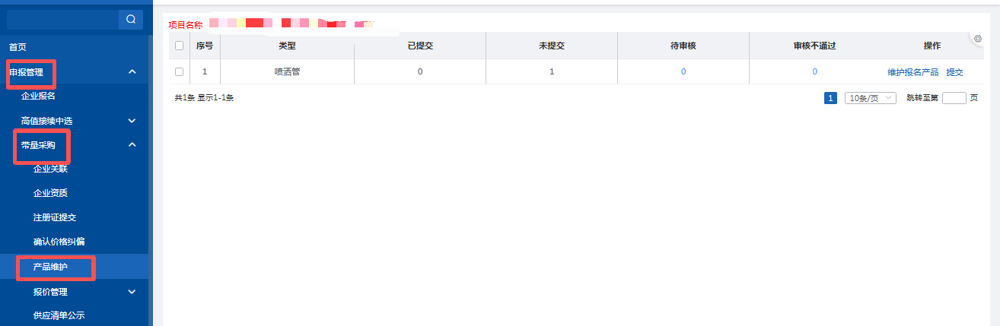 首页
申报管理
企业报名
高值接续中选
带量采购
企业关联
企业资质
注册证提交
确认价格纠偏
产品维护
报价管理
供应清单公示
项目名称
序号 类型 已提交 未提交 待审核 审核不通过 操作
1 喷洒管 0 1 0 0 维护报名产品 提交
共1条 显示1-1条 1 10条/页 跳转至第 页